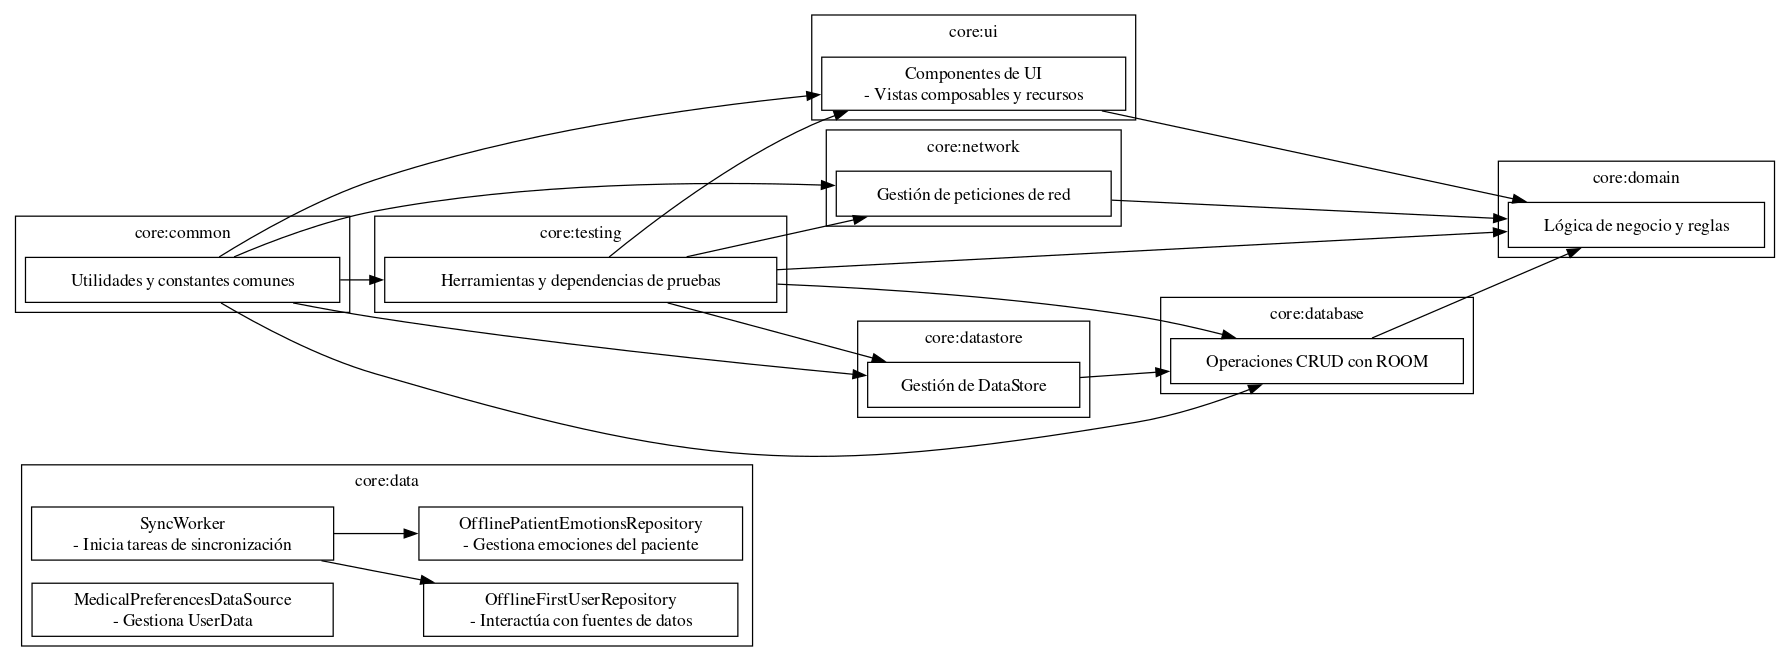 core:ui
Componentes de UI
- Vistas composables y recursos
core:network
Gestión de peticiones de red
core:domain
Lógica de negocio y reglas
core:common
Utilidades y constantes comunes
core:testing
Herramientas y dependencias de pruebas
core:datastore
Gestión de DataStore
core:database
Operaciones CRUD con ROOM
core:data
SyncWorker
- Inicia tareas de sincronización
OfflinePatientEmotionsRepository
- Gestiona emociones del paciente
MedicalPreferencesDataSource
- Gestiona UserData
OfflineFirstUserRepository
- Interactúa con fuentes de datos